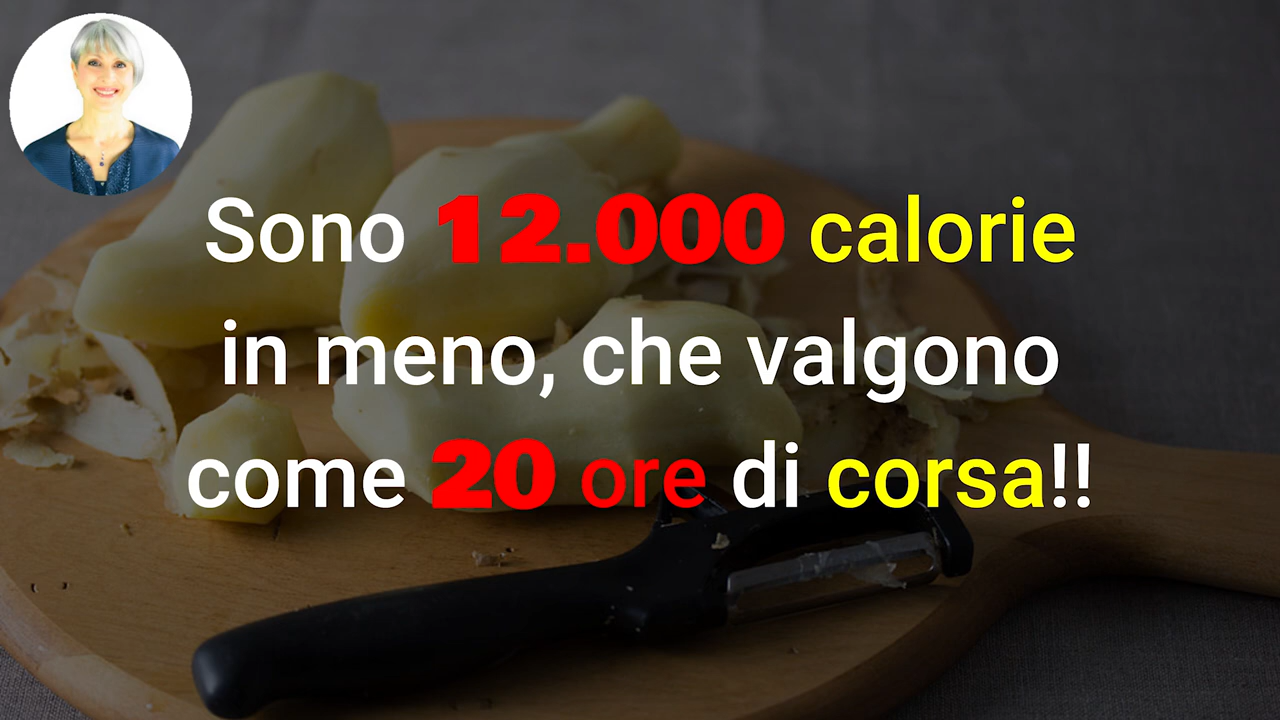 Sono 12.000 calorie
in meno, che valgono
come 20 ore di corsa!!